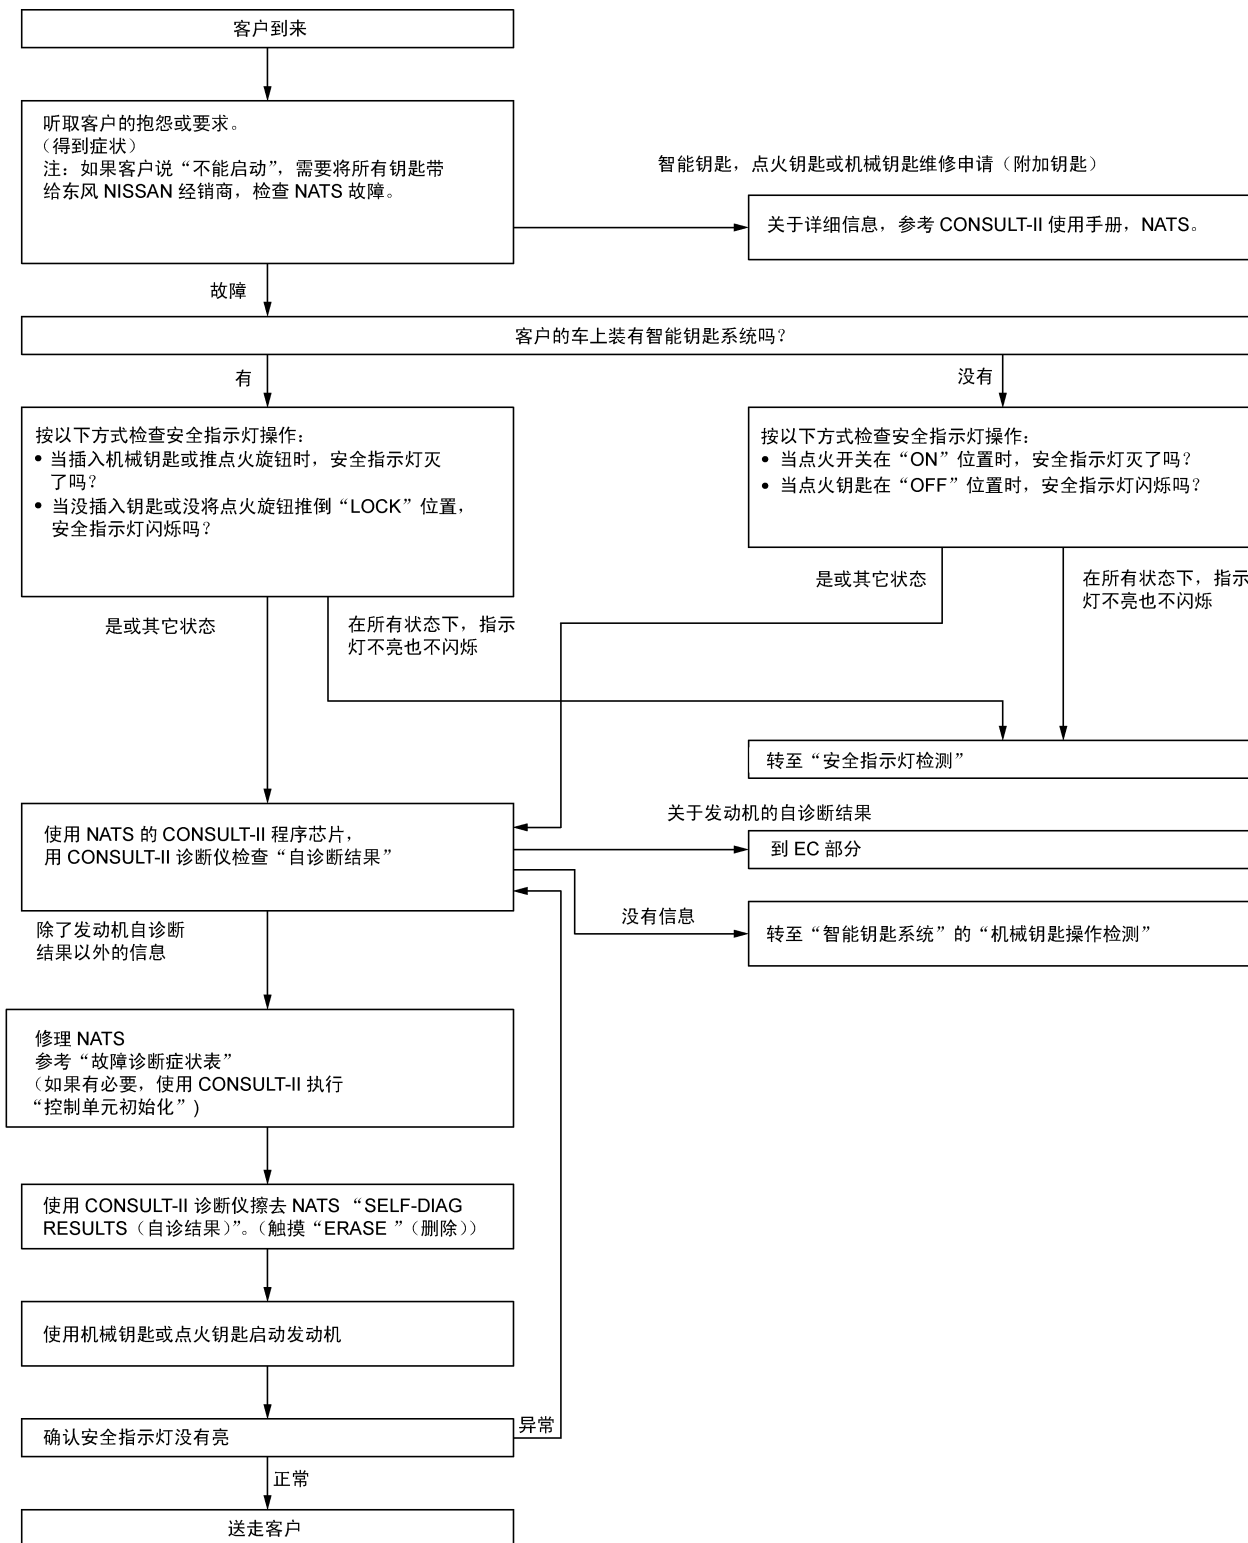 客户到来
听取客户的抱怨或要求。
（得到症状）
注：如果客户说“不能启动”，需要将所有钥匙带
给东风 NISSAN 经销商，检查 NATS 故障。
智能钥匙，点火钥匙或机械钥匙维修申请（附加钥匙）
关于详细信息，参考 CONSULT-II 使用手册，NATS。
故障
客户的车上装有智能钥匙系统吗？
有
没有
按以下方式检查安全指示灯操作：
• 当插入机械钥匙或推点火旋钮时，安全指示灯灭
了吗？
• 当没插入钥匙或没将点火旋钮推倒“LOCK”位置，
安全指示灯闪烁吗？
按以下方式检查安全指示灯操作：
• 当点火开关在“ON”位置时，安全指示灯灭了吗？
• 当点火钥匙在“OFF”位置时，安全指示灯闪烁吗？
是或其它状态
在所有状态下，指示
灯不亮也不闪烁
是或其它状态
在所有状态下，指示
灯不亮也不闪烁
转至“安全指示灯检测”
使用 NATS 的 CONSULT-II 程序芯片，
用 CONSULT-II 诊断仪检查“自诊断结果”
关于发动机的自诊断结果
到 EC 部分
没有信息
转至“智能钥匙系统”的“机械钥匙操作检测”
除了发动机自诊断
结果以外的信息
修理 NATS
参考“故障诊断症状表”
（如果有必要，使用 CONSULT-II 执行
“控制单元初始化”)
使用 CONSULT-II 诊断仪擦去 NATS “SELF-DIAG
RESULTS（自诊结果）”。（触摸“ERASE ”（删除））
使用机械钥匙或点火钥匙启动发动机
确认安全指示灯没有亮
异常
正常
送走客户